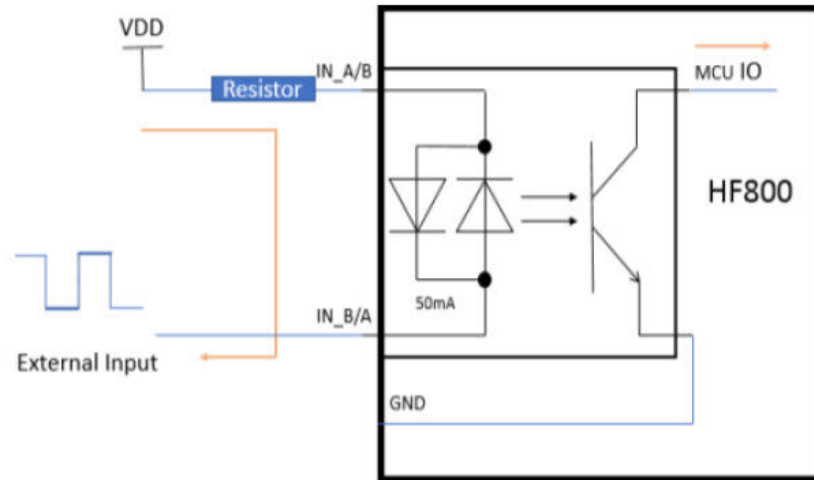 VDD
IN_A/B
Resistor
MCU IO
HF800
50mA
IN_B/A
External Input
GND